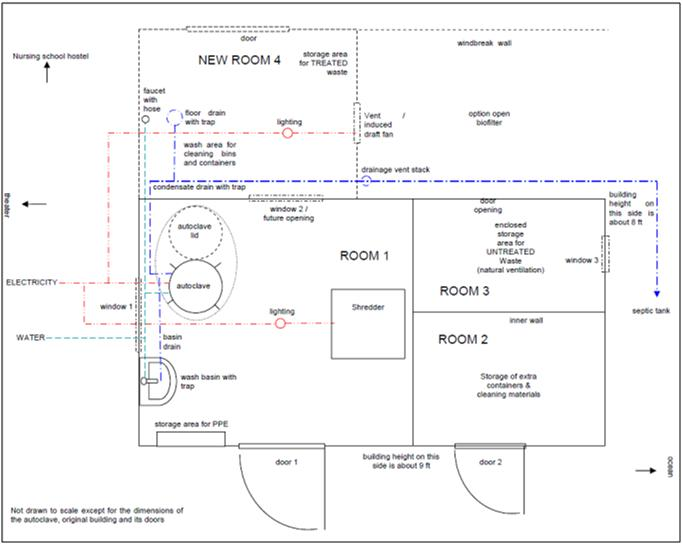 door
NEW ROOM 4
storage area
for TREATED
waste
windbreak wall
Nursing school hostel
faucet
with
hose
floor drain
with trap
lighting
Vent /
induced
draft fan
option open
biofilter
wash area for
cleaning bins
and containers
drainage vent stack
condensate drain with trap
theater
window 2 /
future opening
door
opening
building
height on
this side is
about 8 ft
autoclave
lid
enclosed
storage
area for
UNTREATED
Waste
(natural ventilation)
window 3
ROOM 1
ELECTRICITY
autoclave
ROOM 3
window 1
lighting
Shredder
septic tank
inner wall
WATER
basin
drain
ROOM 2
wash basin with
trap
Storage of extra
containers &
cleaning materials
storage area for PPE
door 1
building height on this
side is about 9 ft
door 2
ocean
Not drawn to scale except for the dimensions of
the autoclave, original building and its doors